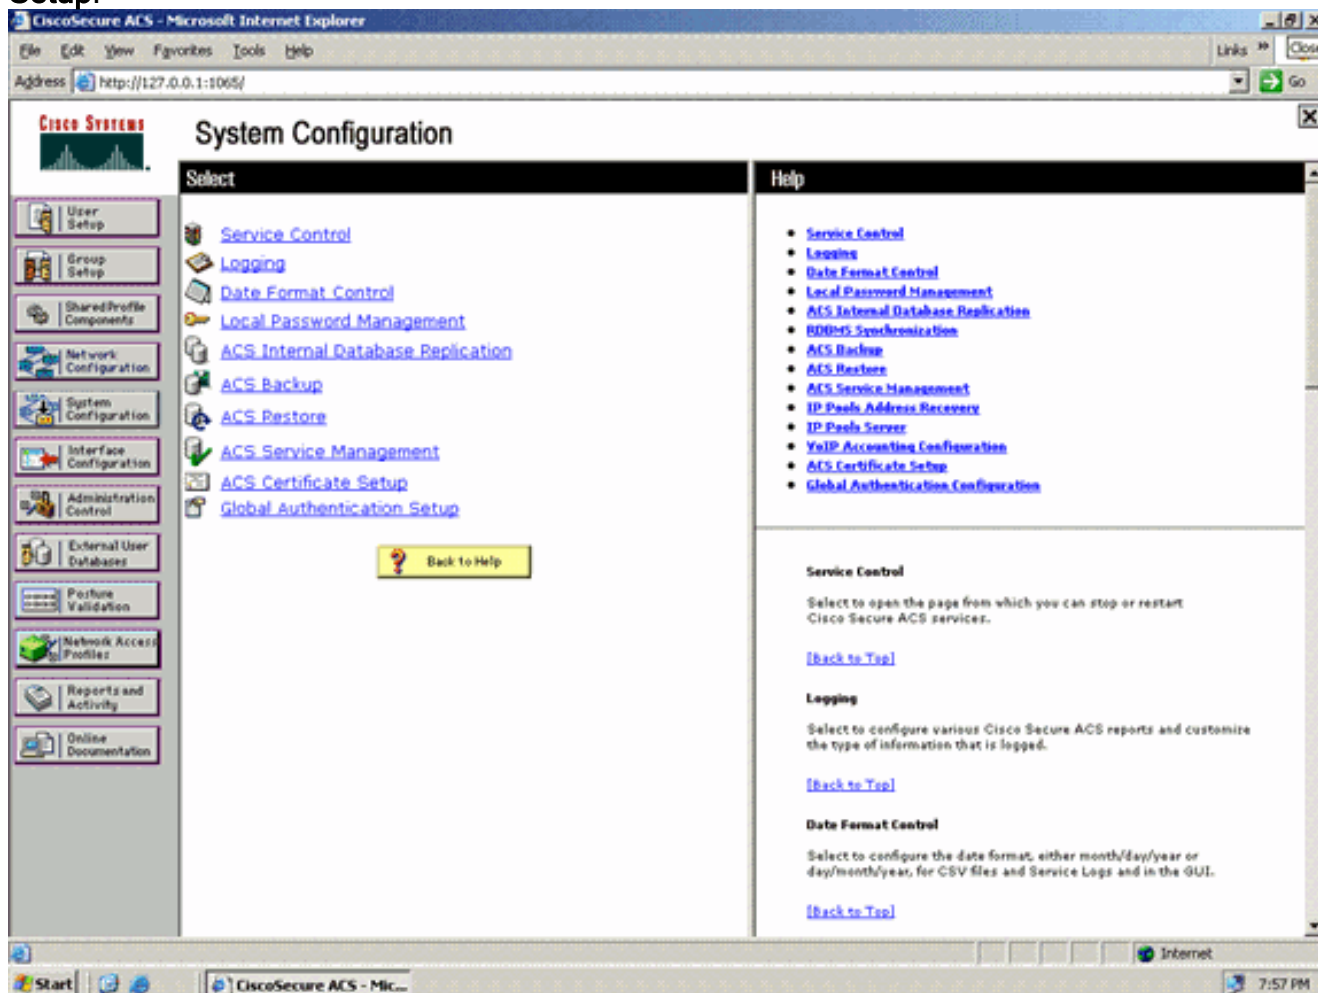 Setup.
CiscoSecure ACS - Microsoft Internet Explorer
File Edit View Favorites Tools Help
Links »
Close
Address http://127.0.0.1:1065/
Go
CISCO SYSTEMS
System Configuration
Select
User Setup
Group Setup
Shared Profile Components
Network Configuration
System Configuration
Interface Configuration
Administration Control
External User Databases
Posture Validation
Network Access Profiles
Reports and Activity
Online Documentation
Service Control
Logging
Date Format Control
Local Password Management
ACS Internal Database Replication
ACS Backup
ACS Restore
ACS Service Management
ACS Certificate Setup
Global Authentication Setup
Back to Help
Help
Service Control
Logging
Date Format Control
Local Password Management
ACS Internal Database Replication
RDBMS Synchronization
ACS Backup
ACS Restore
ACS Service Management
IP Pools Address Recovery
IP Pools Server
VoIP Accounting Configuration
ACS Certificate Setup
Global Authentication Configuration
Service Control
Select to open the page from which you can stop or restart
Cisco Secure ACS services.
[Back to Top]
Logging
Select to configure various Cisco Secure ACS reports and customize
the type of information that is logged.
[Back to Top]
Date Format Control
Select to configure the date format, either month/day/year or
day/month/year, for CSV files and Service Logs and in the GUI.
[Back to Top]
Internet
Start
CiscoSecure ACS - Mic...
7:57 PM